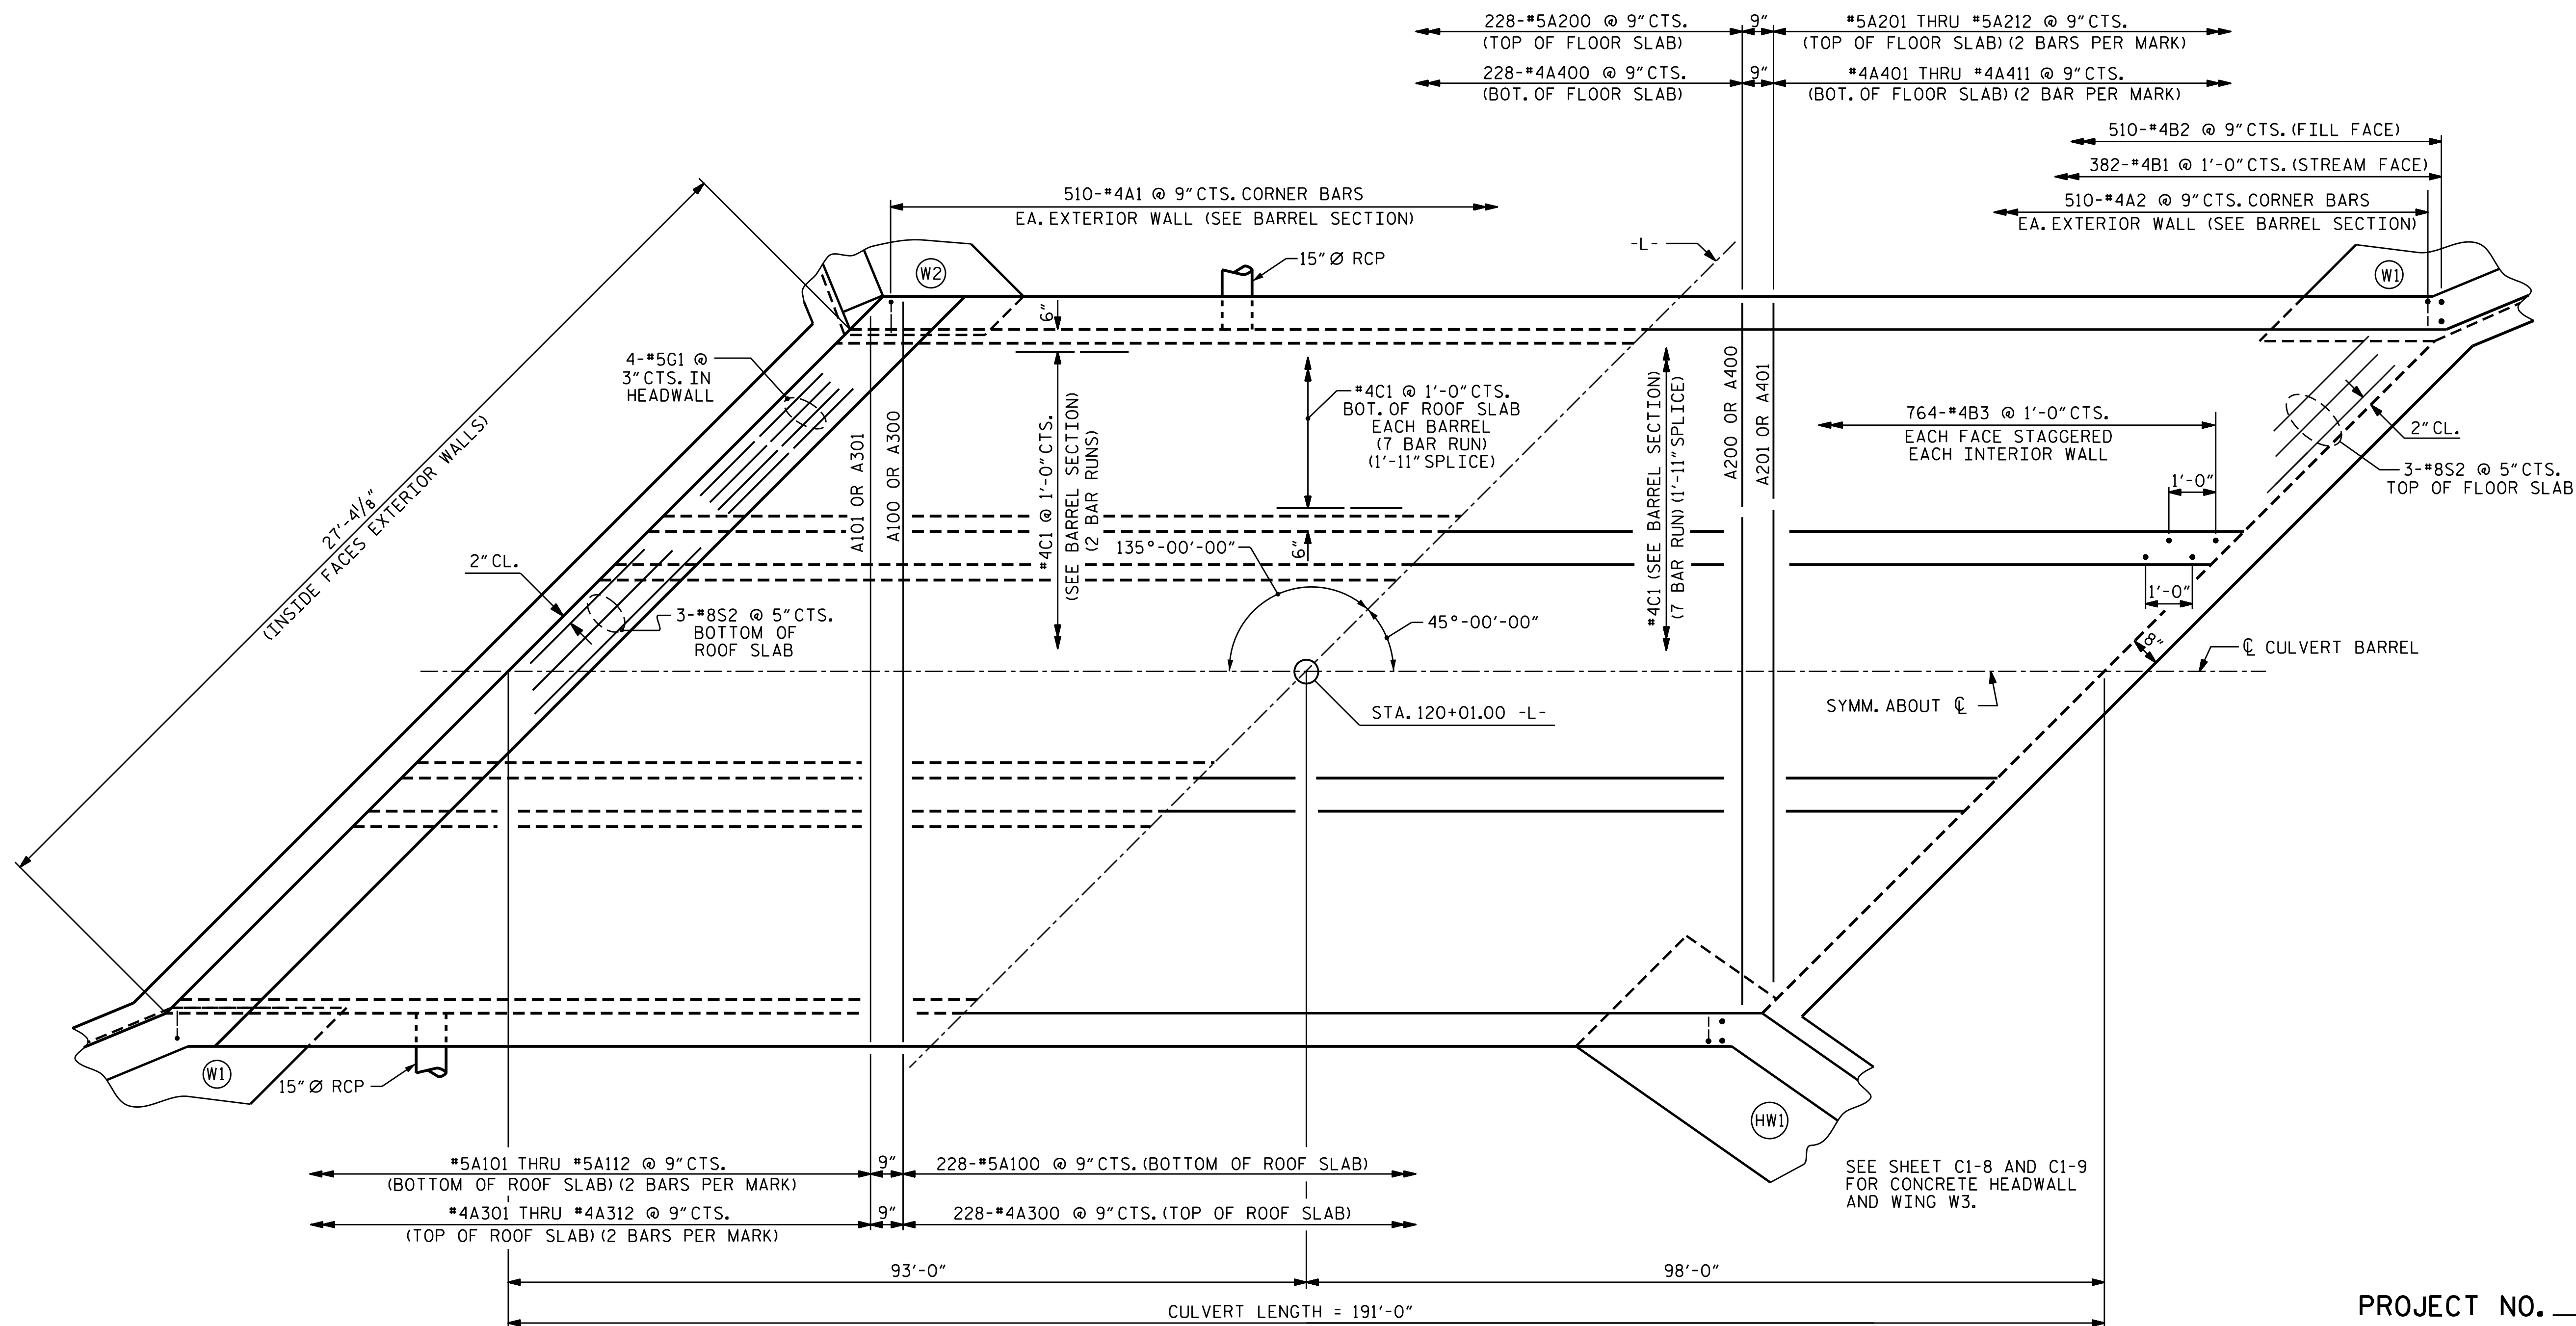 228-#5A200 @ 9" CTS.
(TOP OF FLOOR SLAB)
9"
#5A201 THRU #5A212 @ 9" CTS.
(TOP OF FLOOR SLAB) (2 BARS PER MARK)
228-#4A400 @ 9" CTS.
(BOT. OF FLOOR SLAB)
9"
#4A401 THRU #4A411 @ 9" CTS.
(BOT. OF FLOOR SLAB) (2 BAR PER MARK)
510-#4B2 @ 9" CTS. (FILL FACE)
382-#4B1 @ 1'-0" CTS. (STREAM FACE)
510-#4A2 @ 9" CTS. CORNER BARS
EA. EXTERIOR WALL (SEE BARREL SECTION)
510-#4A1 @ 9" CTS. CORNER BARS
EA. EXTERIOR WALL (SEE BARREL SECTION)
-L-
15" Ø RCP
W2
W1
6"
4-#5G1 @
3" CTS. IN
HEADWALL
27'-4⅛"
(INSIDE FACES EXTERIOR WALLS)
A101 OR A301
A100 OR A300
#4C1 @ 1'-0" CTS.
(SEE BARREL SECTION)
(2 BAR RUNS)
#4C1 @ 1'-0" CTS.
BOT. OF ROOF SLAB
EACH BARREL
(7 BAR RUN)
(1'-11" SPLICE)
#4C1 (SEE BARREL SECTION)
(7 BAR RUN) (1'-11" SPLICE)
A200 OR A400
A201 OR A401
764-#4B3 @ 1'-0" CTS.
EACH FACE STAGGERED
EACH INTERIOR WALL
2" CL.
3-#8S2 @ 5" CTS.
TOP OF FLOOR SLAB
1'-0"
1'-0"
2" CL.
3-#8S2 @ 5" CTS.
BOTTOM OF
ROOF SLAB
6"
135°-00'-00"
45°-00'-00"
8"
℄ CULVERT BARREL
SYMM. ABOUT ℄
STA. 120+01.00 -L-
W1
15" Ø RCP
HW1
#5A101 THRU #5A112 @ 9" CTS.
(BOTTOM OF ROOF SLAB) (2 BARS PER MARK)
9"
228-#5A100 @ 9" CTS. (BOTTOM OF ROOF SLAB)
#4A301 THRU #4A312 @ 9" CTS.
(TOP OF ROOF SLAB) (2 BARS PER MARK)
9"
228-#4A300 @ 9" CTS. (TOP OF ROOF SLAB)
SEE SHEET C1-8 AND C1-9
FOR CONCRETE HEADWALL
AND WING W3.
93'-0"
98'-0"
CULVERT LENGTH = 191'-0"
PROJECT NO.